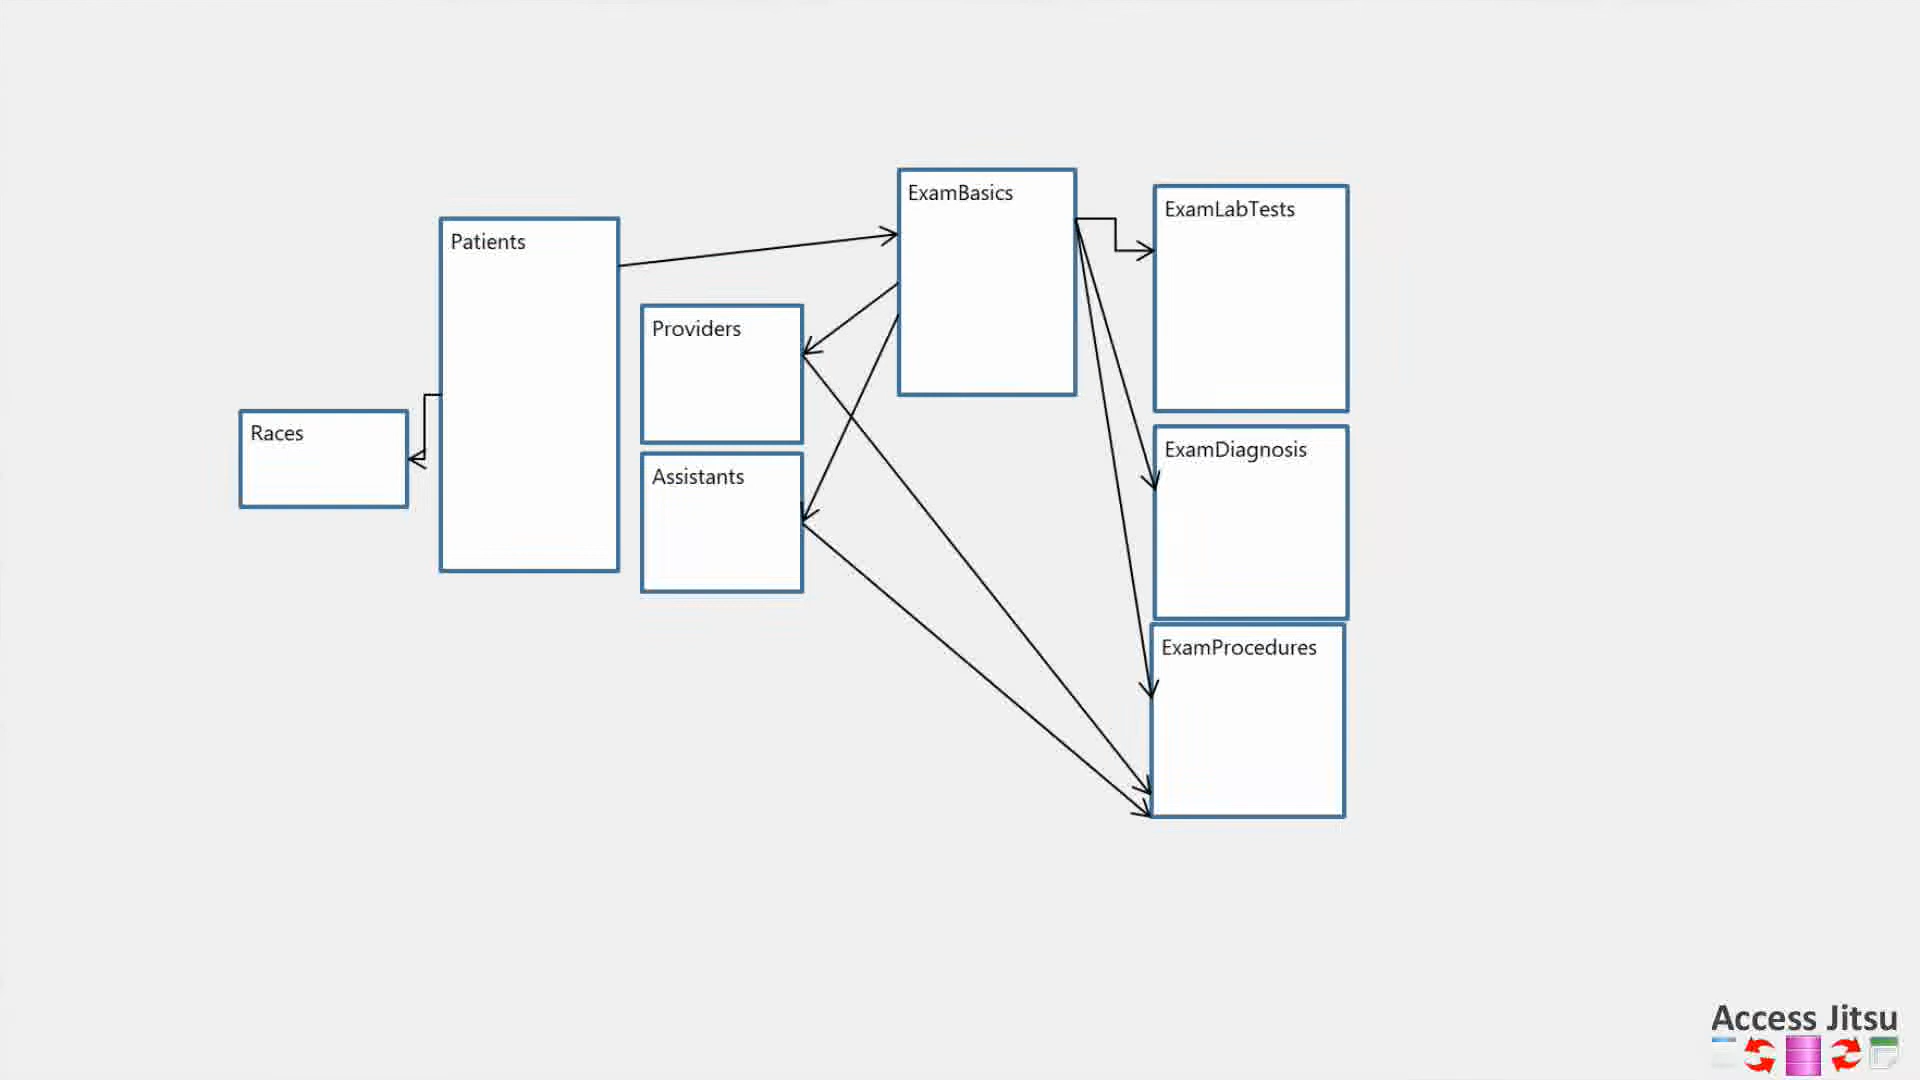 ExamBasics
ExamLabTests
Patients
Providers
Races
ExamDiagnosis
Assistants
ExamProcedures
Access Jitsu